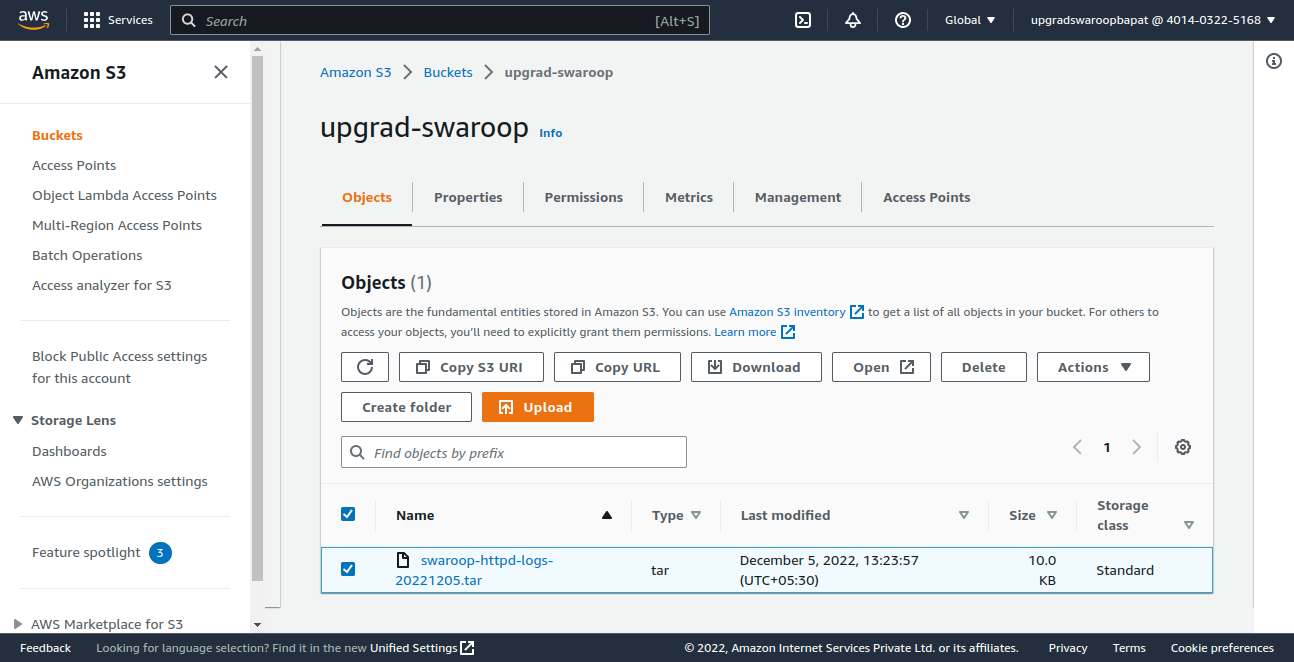 aws Services Search [Alt+S] Global upgradswaroopbapat @ 4014-0322-5168
Amazon S3
Buckets
Access Points
Object Lambda Access Points
Multi-Region Access Points
Batch Operations
Access analyzer for S3
Block Public Access settings
for this account
Storage Lens
Dashboards
AWS Organizations settings
Feature spotlight 3
AWS Marketplace for S3
Amazon S3 Buckets upgrad-swaroop
upgrad-swaroop Info
Objects Properties Permissions Metrics Management Access Points
Objects (1)
Objects are the fundamental entities stored in Amazon S3. You can use Amazon S3 inventory to get a list of all objects in your bucket. For others to
access your objects, you'll need to explicitly grant them permissions. Learn more
Copy S3 URI Copy URL Download Open Delete Actions
Create folder Upload
Find objects by prefix 1
Name Type Last modified Size Storage
class
swaroop-httpd-logs- tar December 5, 2022, 13:23:57 10.0 Standard
20221205.tar (UTC+05:30) KB
Feedback Looking for language selection? Find it in the new Unified Settings © 2022, Amazon Internet Services Private Ltd. or its affiliates. Privacy Terms Cookie preferences